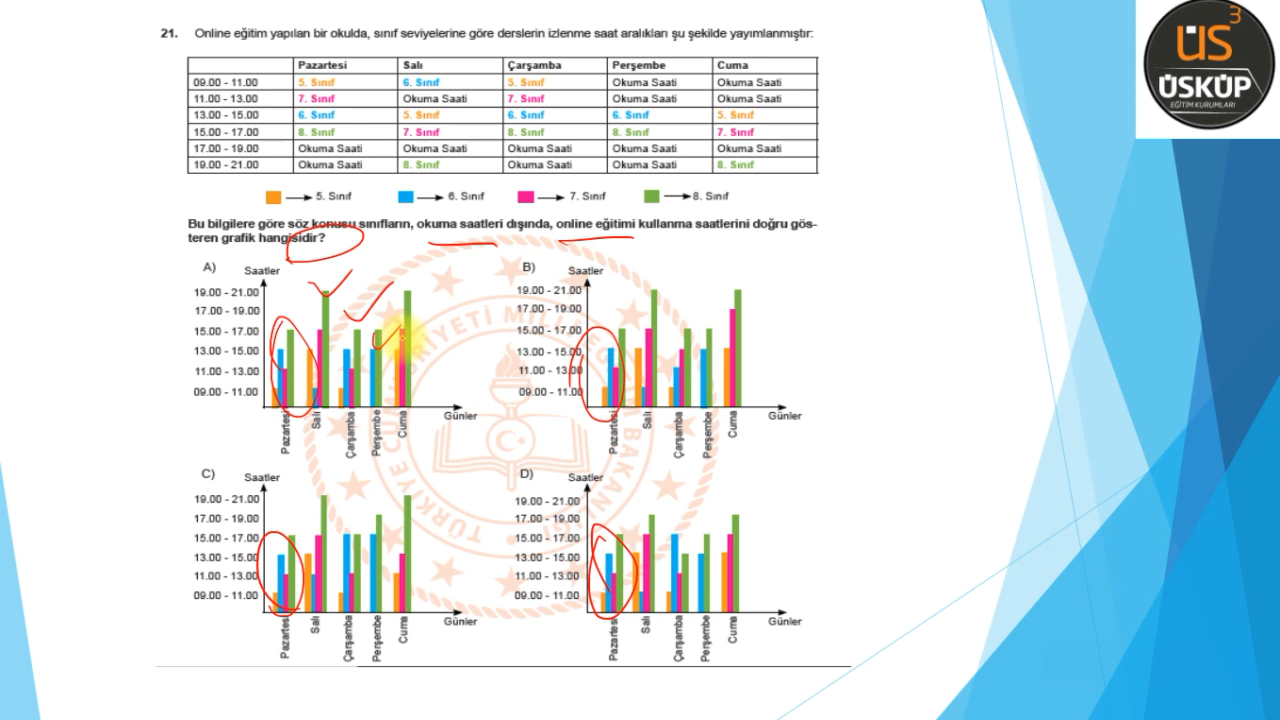 ÜS3
ÜSKÜP
EĞİTİM KURUMLARI
21. Online eğitim yapılan bir okulda, sınıf seviyelerine göre derslerin izlenme saat aralıkları şu şekilde yayımlanmıştır:
Pazartesi Salı Çarşamba Perşembe Cuma
09.00 - 11.00 5. Sınıf 6. Sınıf 5. Sınıf Okuma Saati Okuma Saati
11.00 - 13.00 7. Sınıf Okuma Saati 7. Sınıf Okuma Saati Okuma Saati
13.00 - 15.00 6. Sınıf 5. Sınıf 6. Sınıf 6. Sınıf 5. Sınıf
15.00 - 17.00 8. Sınıf 7. Sınıf 8. Sınıf 8. Sınıf 7. Sınıf
17.00 - 19.00 Okuma Saati Okuma Saati Okuma Saati Okuma Saati Okuma Saati
19.00 - 21.00 Okuma Saati 8. Sınıf Okuma Saati Okuma Saati 8. Sınıf
5. Sınıf 6. Sınıf 7. Sınıf 8. Sınıf
Bu bilgilere göre söz konusu sınıfların, okuma saatleri dışında, online eğitimi kullanma saatlerini doğru gös-
teren grafik hangisidir?
A) Saatler
19.00 - 21.00
17.00 - 19.00
15.00 - 17.00
13.00 - 15.00
11.00 - 13.00
09.00 - 11.00
Pazartesi Salı Çarşamba Perşembe Cuma Günler
B) Saatler
19.00 - 21.00
17.00 - 19.00
15.00 - 17.00
13.00 - 15.00
11.00 - 13.00
09.00 - 11.00
Pazartesi Salı Çarşamba Perşembe Cuma Günler
C) Saatler
19.00 - 21.00
17.00 - 19.00
15.00 - 17.00
13.00 - 15.00
11.00 - 13.00
09.00 - 11.00
Pazartesi Salı Çarşamba Perşembe Cuma Günler
D) Saatler
19.00 - 21.00
17.00 - 19.00
15.00 - 17.00
13.00 - 15.00
11.00 - 13.00
09.00 - 11.00
Pazartesi Salı Çarşamba Perşembe Cuma Günler